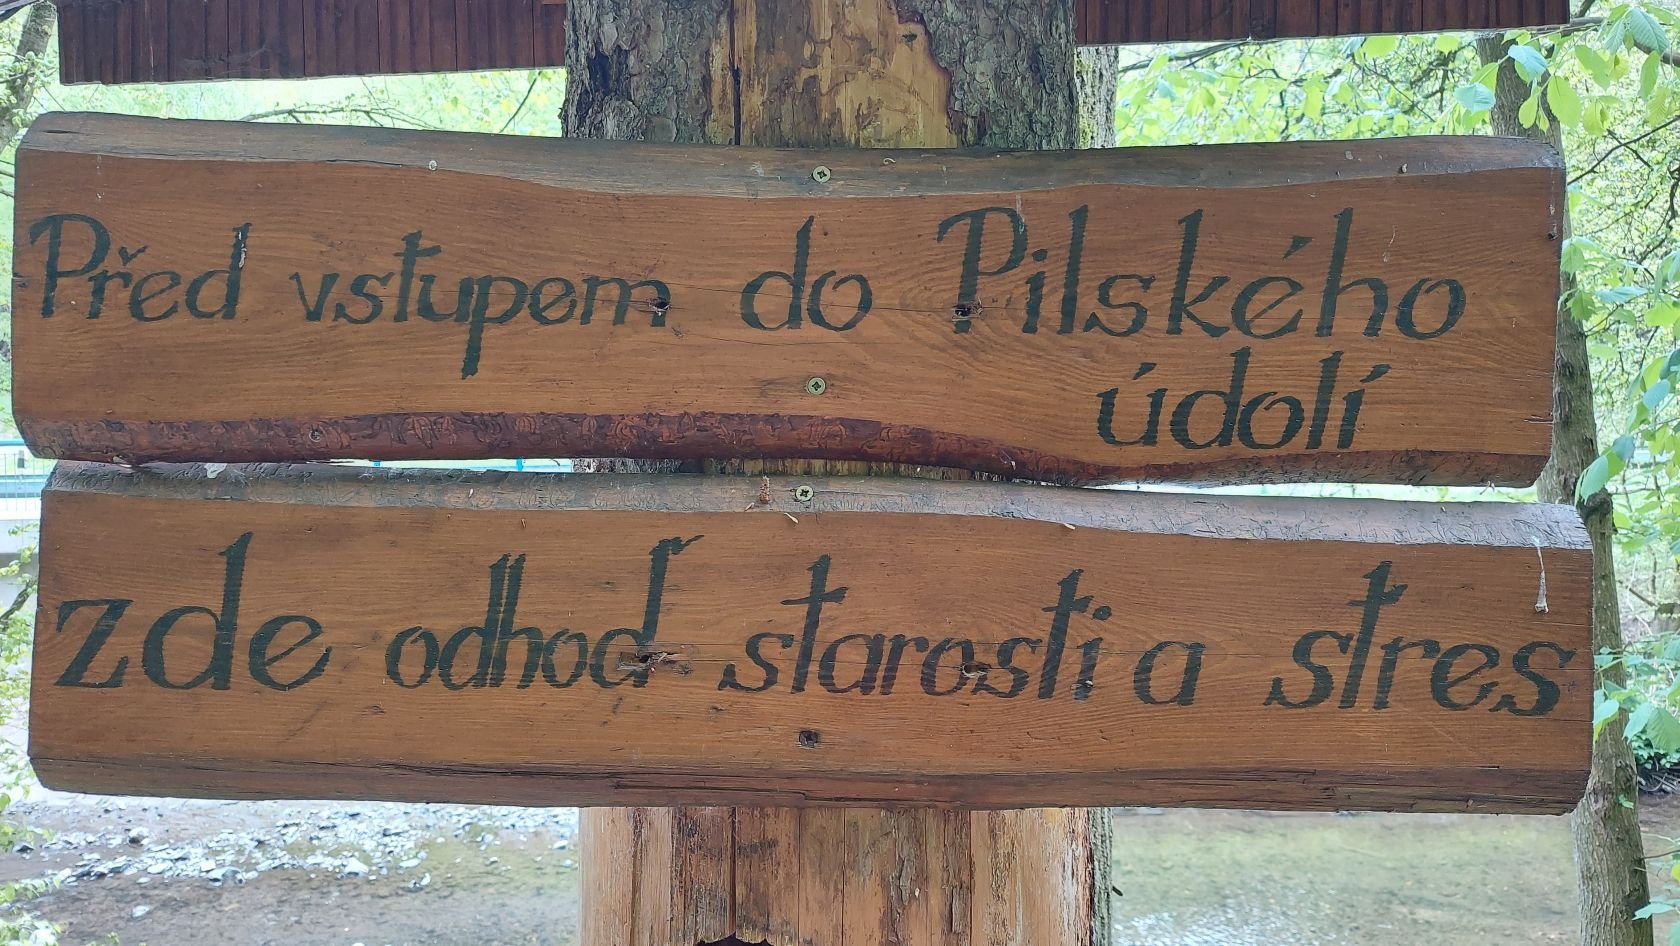 Před vstupem do Pilského
údolí
zde odhoď starosti a stres